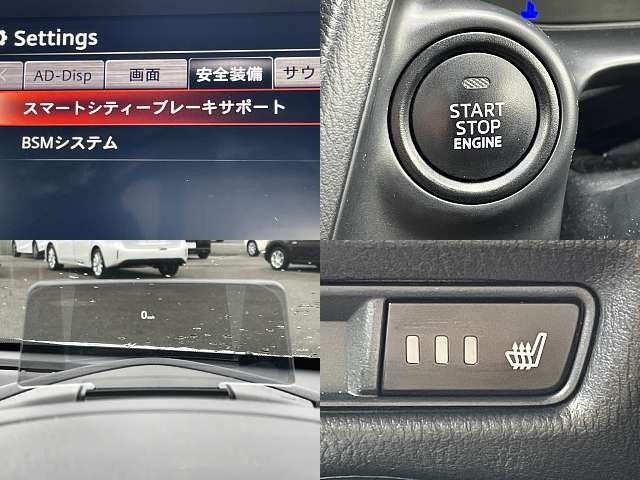 Settings
AD-Disp 画面 安全装備 サウ
スマートシティーブレーキサポート
BSMシステム
START
STOP
ENGINE
0km/h